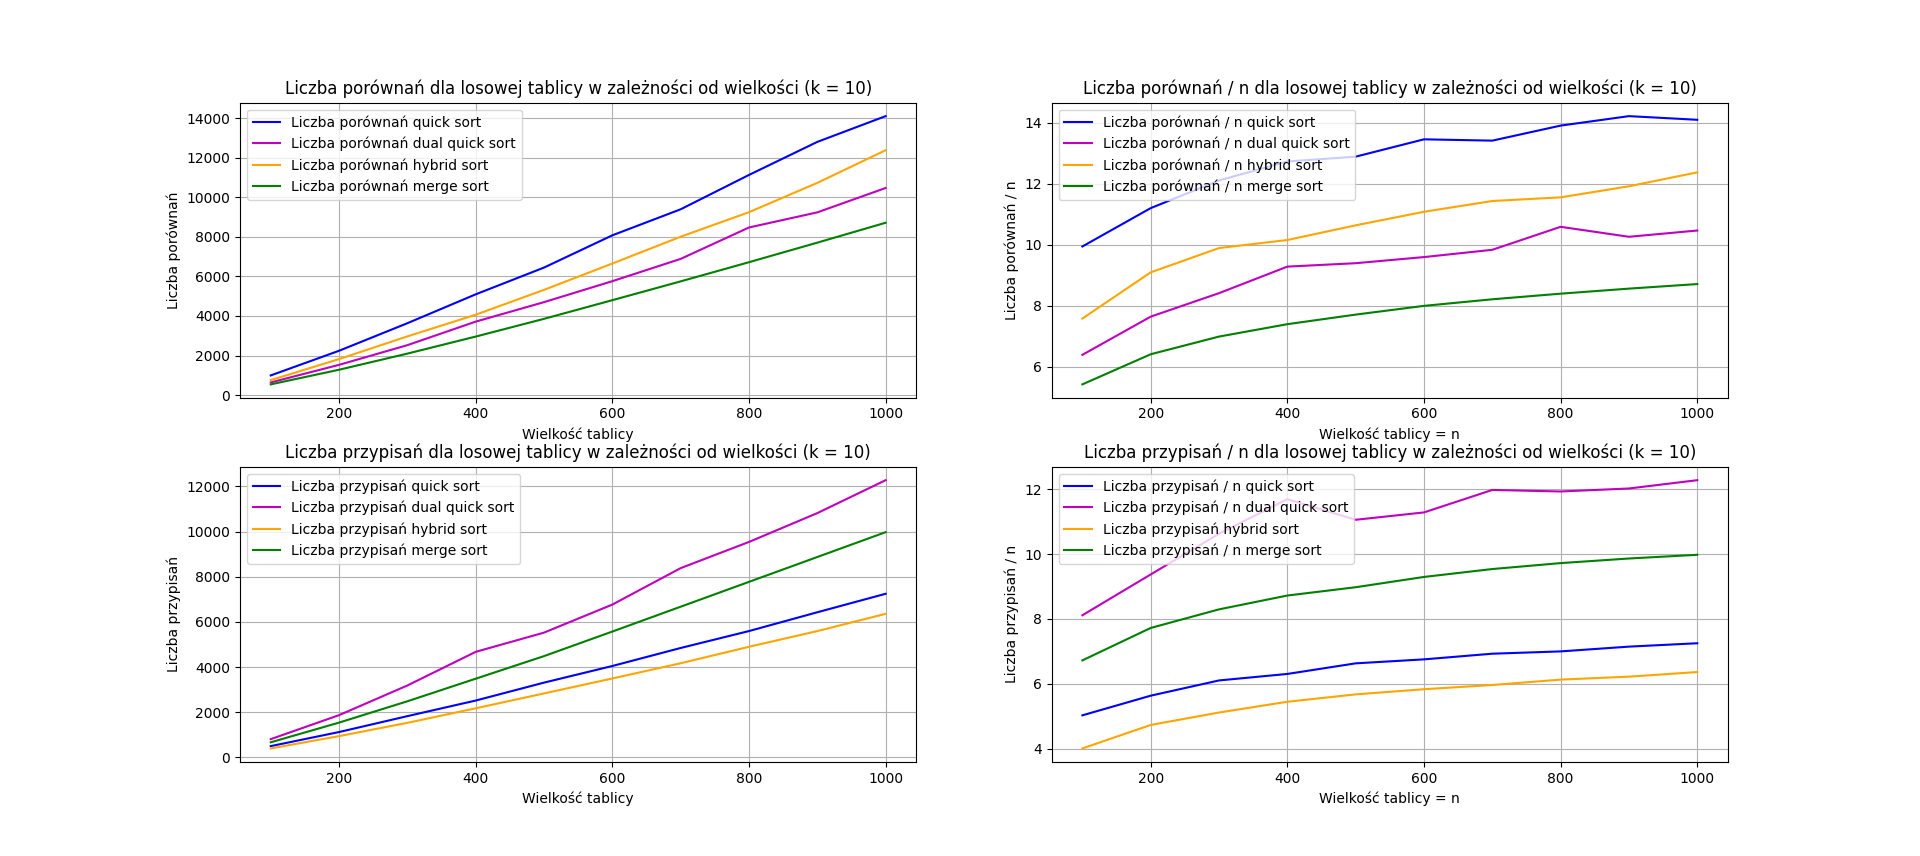 Liczba porównań dla losowej tablicy w zależności od wielkości (k = 10)
Liczba porównań
14000
12000
10000
8000
6000
4000
2000
0
Liczba porównań quick sort
Liczba porównań dual quick sort
Liczba porównań hybrid sort
Liczba porównań merge sort
200 400 600 800 1000
Wielkość tablicy
Liczba porównań / n dla losowej tablicy w zależności od wielkości (k = 10)
Liczba porównań / n
14
12
10
8
6
Liczba porównań / n quick sort
Liczba porównań / n dual quick sort
Liczba porównań / n hybrid sort
Liczba porównań / n merge sort
200 400 600 800 1000
Wielkość tablicy = n
Liczba przypisań dla losowej tablicy w zależności od wielkości (k = 10)
Liczba przypisań
12000
10000
8000
6000
4000
2000
0
Liczba przypisań quick sort
Liczba przypisań dual quick sort
Liczba przypisań hybrid sort
Liczba przypisań merge sort
200 400 600 800 1000
Wielkość tablicy
Liczba przypisań / n dla losowej tablicy w zależności od wielkości (k = 10)
Liczba przypisań / n
12
10
8
6
4
Liczba przypisań / n quick sort
Liczba przypisań / n dual quick sort
Liczba przypisań hybrid sort
Liczba przypisań / n merge sort
200 400 600 800 1000
Wielkość tablicy = n